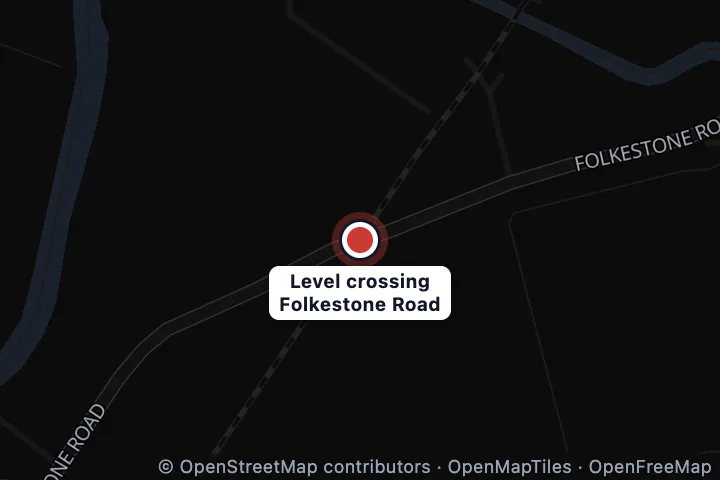 FOLKESTONE RO
Level crossing
Folkestone Road
ONE ROAD
© OpenStreetMap contributors · OpenMapTiles · OpenFreeMap